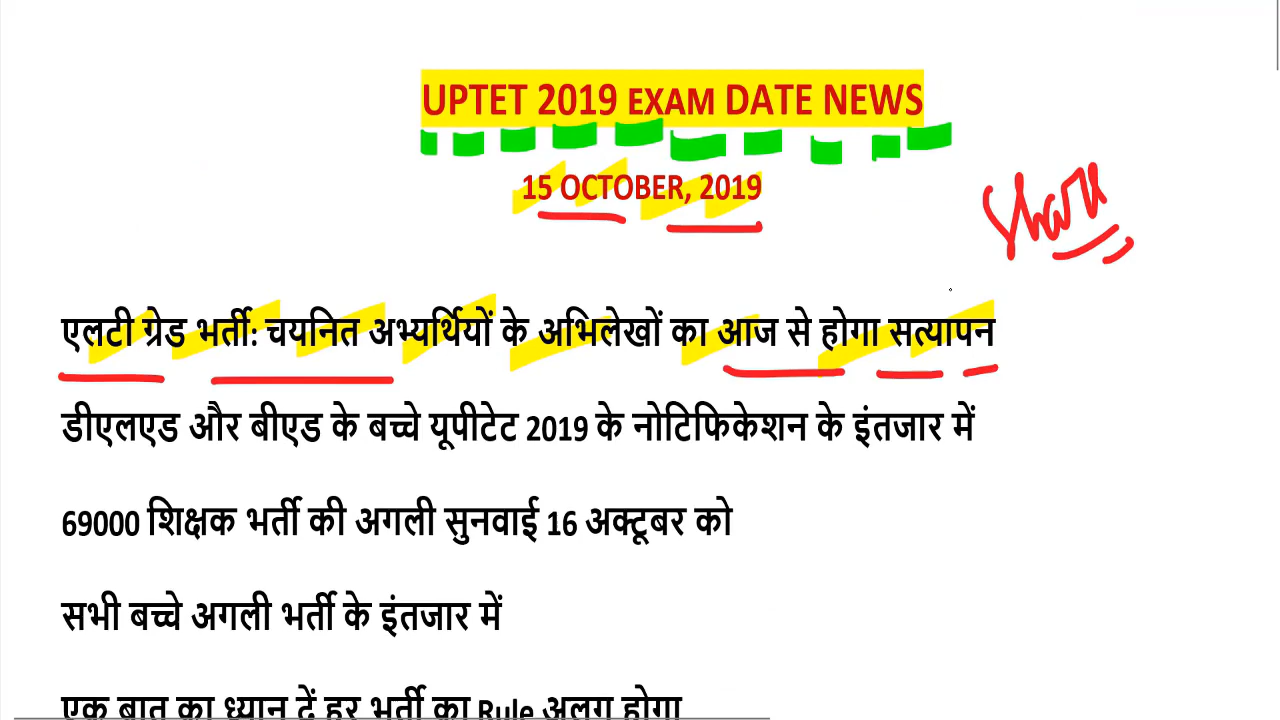 UPTET 2019 EXAM DATE NEWS
15 OCTOBER, 2019
Share
एलटी ग्रेड भर्ती: चयनित अभ्यर्थियों के अभिलेखों का आज से होगा सत्यापन
डीएलएड और बीएड के बच्चे यूपीटेट 2019 के नोटिफिकेशन के इंतजार में
69000 शिक्षक भर्ती की अगली सुनवाई 16 अक्टूबर को
सभी बच्चे अगली भर्ती के इंतजार में
एक बात का ध्यान दें हर भर्ती का Rule अलग होगा